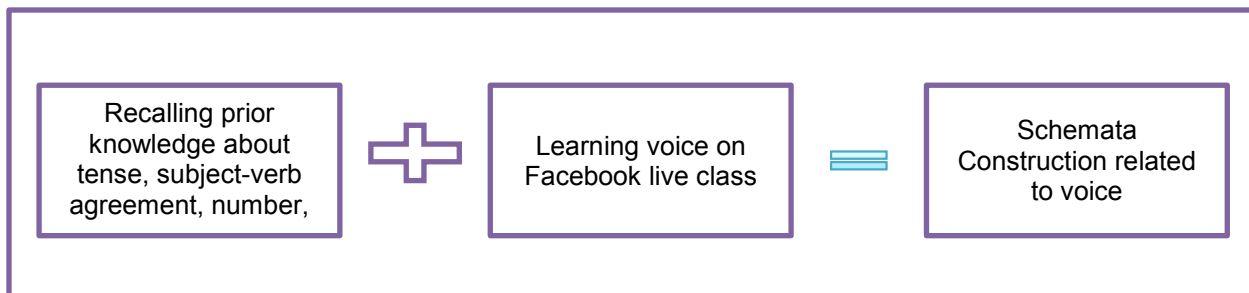 Recalling prior
knowledge about
tense, subject-verb
agreement, number,
Learning voice on
Facebook live class
Schemata
Construction related
to voice